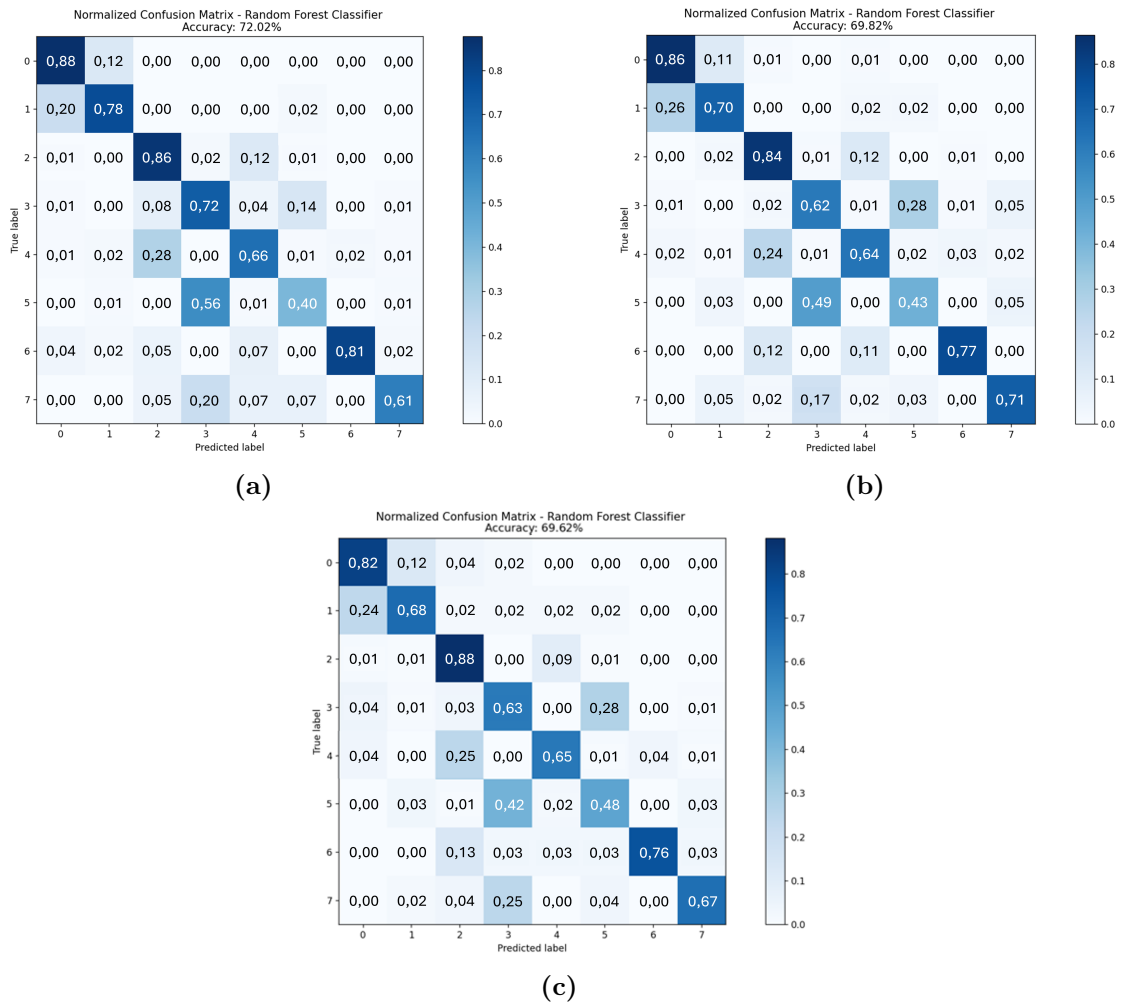 Normalized Confusion Matrix - Random Forest Classifier
Accuracy: 72.02%
0 0,88 0,12 0,00 0,00 0,00 0,00 0,00 0,00
1 0,20 0,78 0,00 0,00 0,00 0,02 0,00 0,00
2 0,01 0,00 0,86 0,02 0,12 0,01 0,00 0,00
3 0,01 0,00 0,08 0,72 0,04 0,14 0,00 0,01
4 0,01 0,02 0,28 0,00 0,66 0,01 0,02 0,01
5 0,00 0,01 0,00 0,56 0,01 0,40 0,00 0,01
6 0,04 0,02 0,05 0,00 0,07 0,00 0,81 0,02
7 0,00 0,00 0,05 0,20 0,07 0,07 0,00 0,61
0 1 2 3 4 5 6 7
True label
Predicted label
0.8
0.7
0.6
0.5
0.4
0.3
0.2
0.1
0.0
(a)
Normalized Confusion Matrix - Random Forest Classifier
Accuracy: 69.82%
0 0,86 0,11 0,01 0,00 0,01 0,00 0,00 0,00
1 0,26 0,70 0,00 0,00 0,02 0,02 0,00 0,00
2 0,00 0,02 0,84 0,01 0,12 0,00 0,01 0,00
3 0,01 0,00 0,02 0,62 0,01 0,28 0,01 0,05
4 0,02 0,01 0,24 0,01 0,64 0,02 0,03 0,02
5 0,00 0,03 0,00 0,49 0,00 0,43 0,00 0,05
6 0,00 0,00 0,12 0,00 0,11 0,00 0,77 0,00
7 0,00 0,05 0,02 0,17 0,02 0,03 0,00 0,71
0 1 2 3 4 5 6 7
True label
Predicted label
0.8
0.7
0.6
0.5
0.4
0.3
0.2
0.1
0.0
(b)
Normalized Confusion Matrix - Random Forest Classifier
Accuracy: 69.62%
0 0,82 0,12 0,04 0,02 0,00 0,00 0,00 0,00
1 0,24 0,68 0,02 0,02 0,02 0,02 0,00 0,00
2 0,01 0,01 0,88 0,00 0,09 0,01 0,00 0,00
3 0,04 0,01 0,03 0,63 0,00 0,28 0,00 0,01
4 0,04 0,00 0,25 0,00 0,65 0,01 0,04 0,01
5 0,00 0,03 0,01 0,42 0,02 0,48 0,00 0,03
6 0,00 0,00 0,13 0,03 0,03 0,03 0,76 0,03
7 0,00 0,02 0,04 0,25 0,00 0,04 0,00 0,67
0 1 2 3 4 5 6 7
True label
Predicted label
0.8
0.7
0.6
0.5
0.4
0.3
0.2
0.1
0.0
(c)